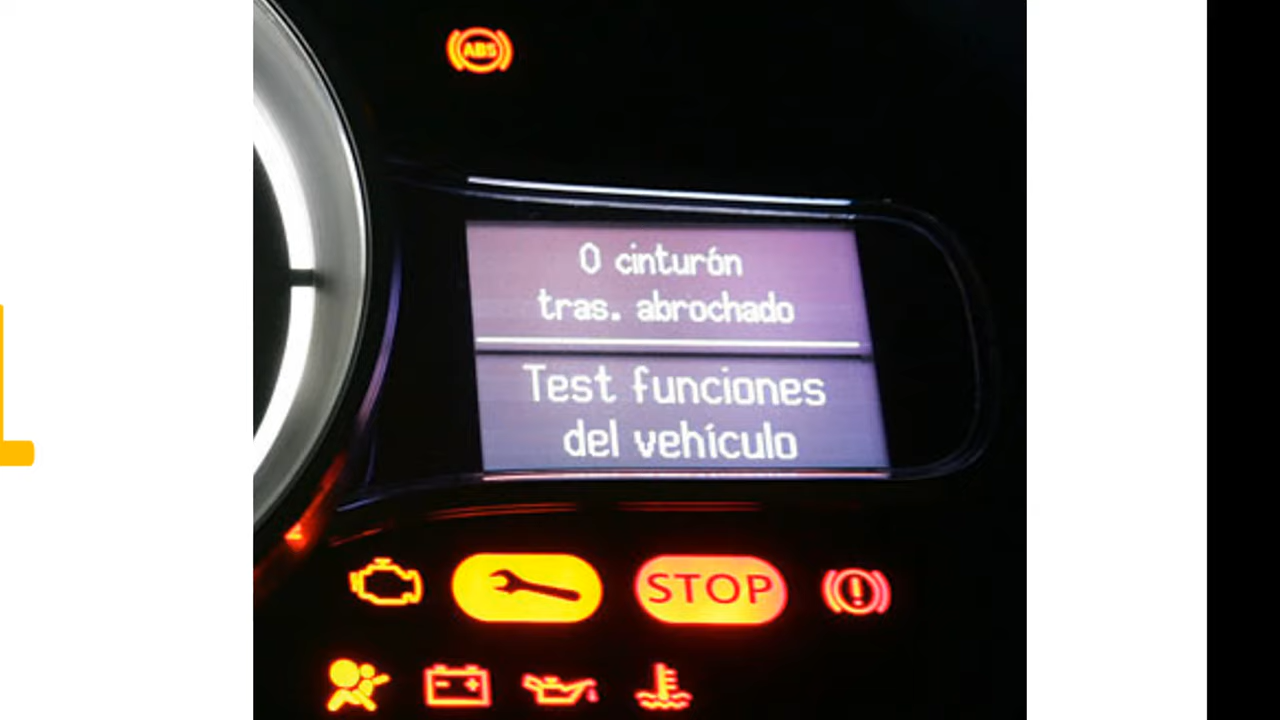 ABS
0 cinturón
tras. abrochado
Test funciones
del vehículo
STOP